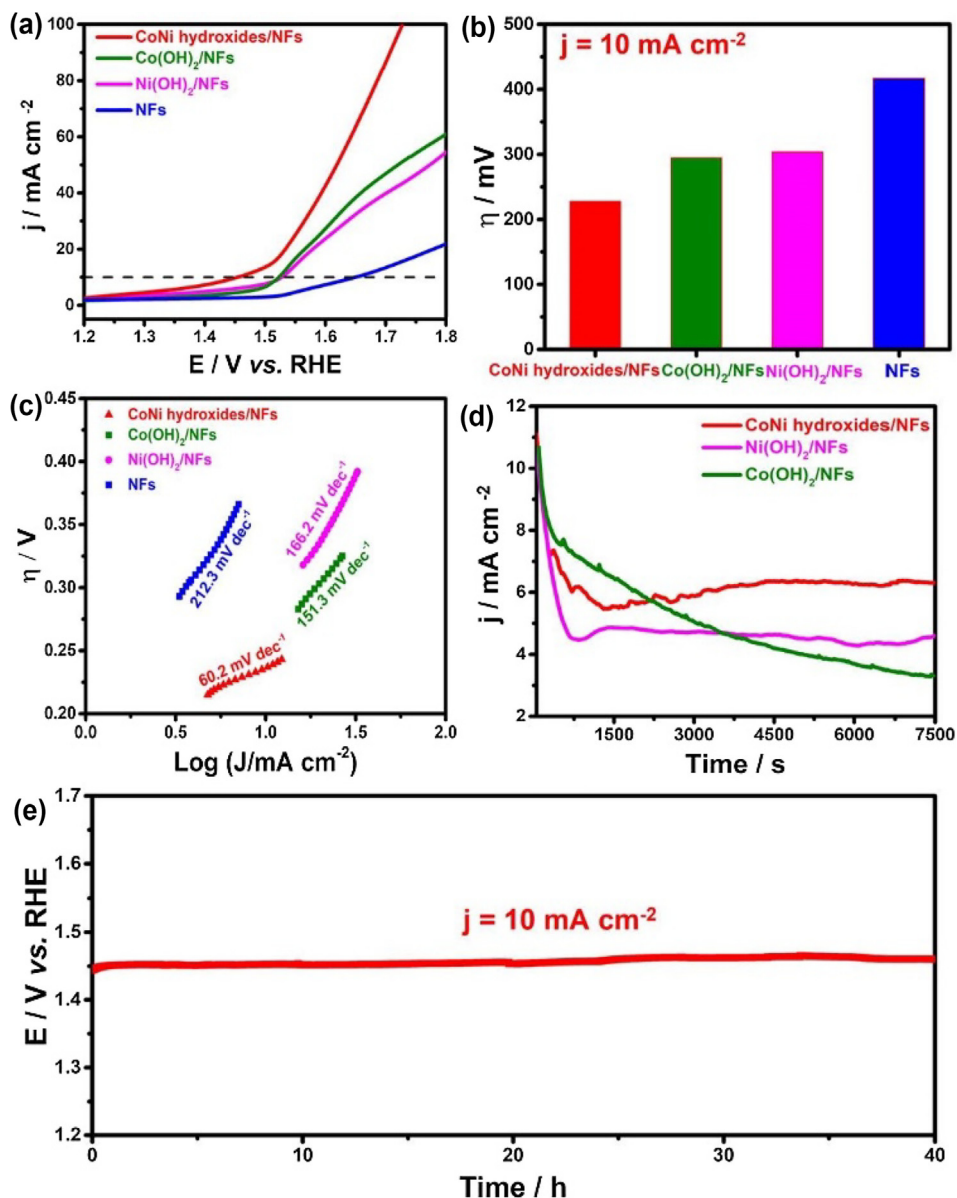 (a)
CoNi hydroxides/NFs
Co(OH)₂/NFs
Ni(OH)₂/NFs
NFs
j / mA cm⁻²
100
80
60
40
20
0
1.2 1.3 1.4 1.5 1.6 1.7 1.8
E / V vs. RHE
(b)
j = 10 mA cm⁻²
η / mV
500
400
300
200
100
0
CoNi hydroxides/NFs Co(OH)₂/NFs Ni(OH)₂/NFs NFs
(c)
CoNi hydroxides/NFs
Co(OH)₂/NFs
Ni(OH)₂/NFs
NFs
η / V
0.45
0.40
0.35
0.30
0.25
0.20
212.3 mV dec⁻¹
166.2 mV dec⁻¹
151.3 mV dec⁻¹
60.2 mV dec⁻¹
0.0 0.5 1.0 1.5 2.0
Log (J/mA cm⁻²)
(d)
CoNi hydroxides/NFs
Ni(OH)₂/NFs
Co(OH)₂/NFs
j / mA cm⁻²
12
10
8
6
4
2
1500 3000 4500 6000 7500
Time / s
(e)
j = 10 mA cm⁻²
E / V vs. RHE
1.7
1.6
1.5
1.4
1.3
1.2
0 10 20 30 40
Time / h